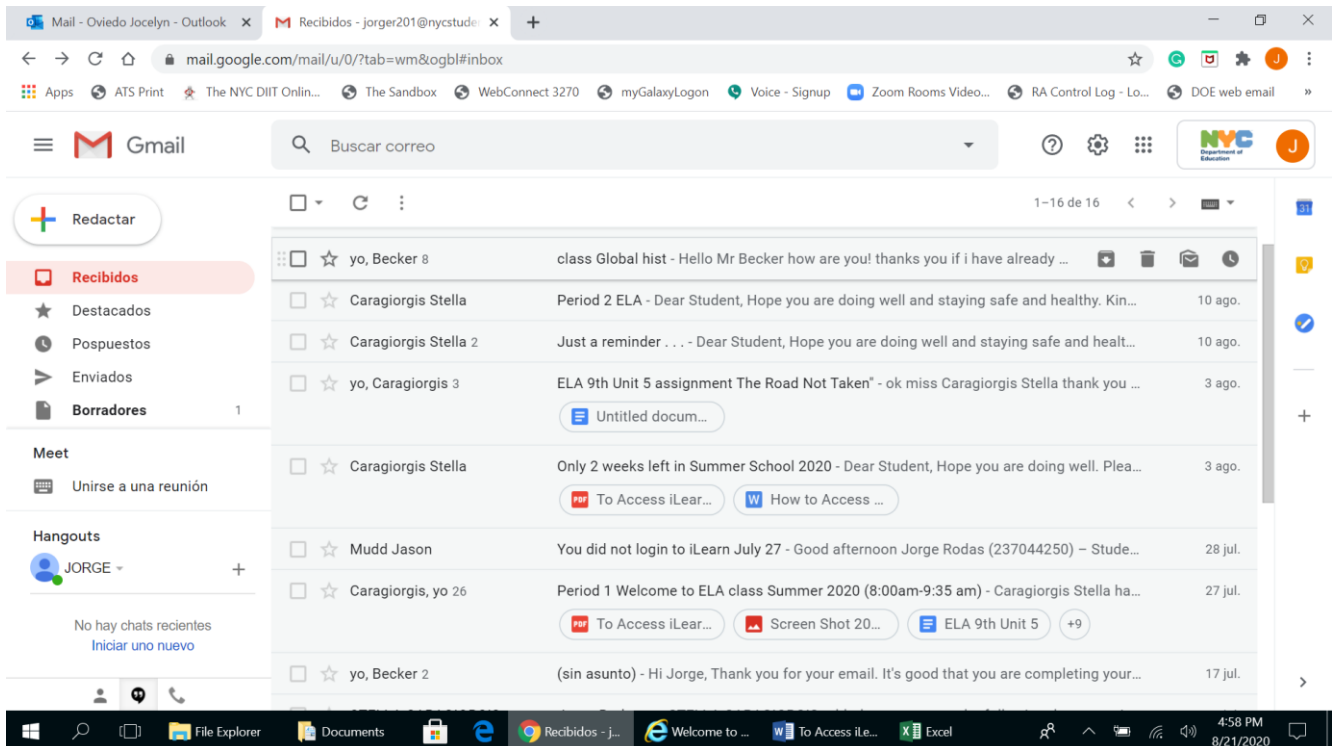 Mail - Oviedo Jocelyn - Outlook
Recibidos - jorger201@nycstude
mail.google.com/mail/u/0/?tab=wm&ogbl#inbox
Apps ATS Print The NYC DIIT Onlin... The Sandbox WebConnect 3270 myGalaxyLogon Voice - Signup Zoom Rooms Video... RA Control Log - Lo... DOE web email »
Gmail
Buscar correo
NYC
Department of
Education
J
Redactar
1–16 de 16
Recibidos
Destacados
Pospuestos
Enviados
Borradores 1
Meet
Unirse a una reunión
Hangouts
JORGE
No hay chats recientes
Iniciar uno nuevo
yo, Becker 8 class Global hist - Hello Mr Becker how are you! thanks you if i have already ...
Caragiorgis Stella Period 2 ELA - Dear Student, Hope you are doing well and staying safe and healthy. Kin... 10 ago.
Caragiorgis Stella 2 Just a reminder . . . - Dear Student, Hope you are doing well and staying safe and healt... 10 ago.
yo, Caragiorgis 3 ELA 9th Unit 5 assignment The Road Not Taken" - ok miss Caragiorgis Stella thank you ... 3 ago.
Untitled docum...
Caragiorgis Stella Only 2 weeks left in Summer School 2020 - Dear Student, Hope you are doing well. Plea... 3 ago.
PDF To Access iLear... W How to Access ...
Mudd Jason You did not login to iLearn July 27 - Good afternoon Jorge Rodas (237044250) – Stude... 28 jul.
Caragiorgis, yo 26 Period 1 Welcome to ELA class Summer 2020 (8:00am-9:35 am) - Caragiorgis Stella ha... 27 jul.
PDF To Access iLear... Screen Shot 20... ELA 9th Unit 5 +9
yo, Becker 2 (sin asunto) - Hi Jorge, Thank you for your email. It's good that you are completing your... 17 jul.
File Explorer Documents Recibidos - j... Welcome to ... To Access iLe... Excel
4:58 PM
8/21/2020